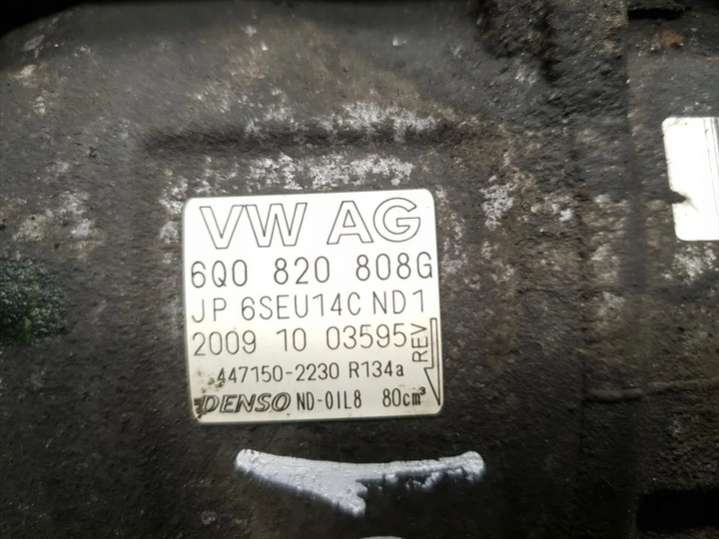 VW AG
6Q0 820 808G
JP 6SEU14C ND1
2009 10 03595
REV
447150-2230 R134a
DENSO ND-OIL8 80cm³